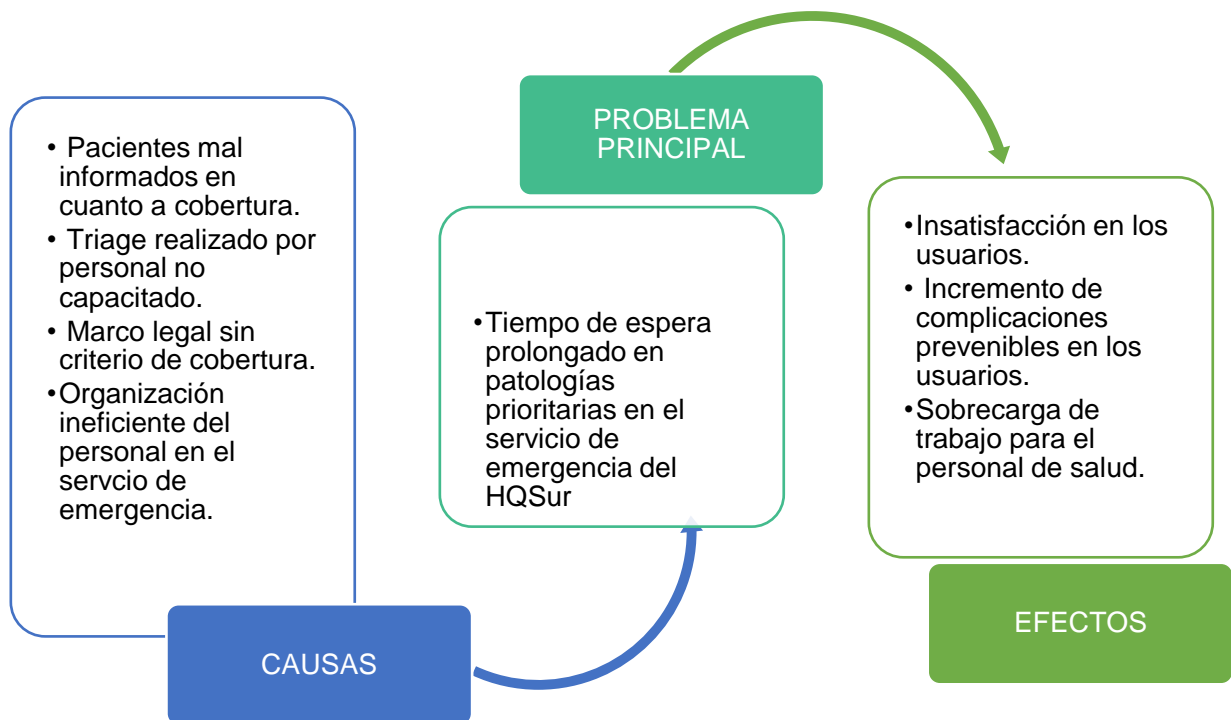 • Pacientes mal
informados en
cuanto a cobertura.
• Triage realizado por
personal no
capacitado.
• Marco legal sin
criterio de cobertura.
•Organización
ineficiente del
personal en el
servcio de
emergencia.
CAUSAS
PROBLEMA
PRINCIPAL
•Tiempo de espera
prolongado en
patologías
prioritarias en el
servicio de
emergencia del
HQSur
•Insatisfacción en los
usuarios.
• Incremento de
complicaciones
prevenibles en los
usuarios.
•Sobrecarga de
trabajo para el
personal de salud.
EFECTOS